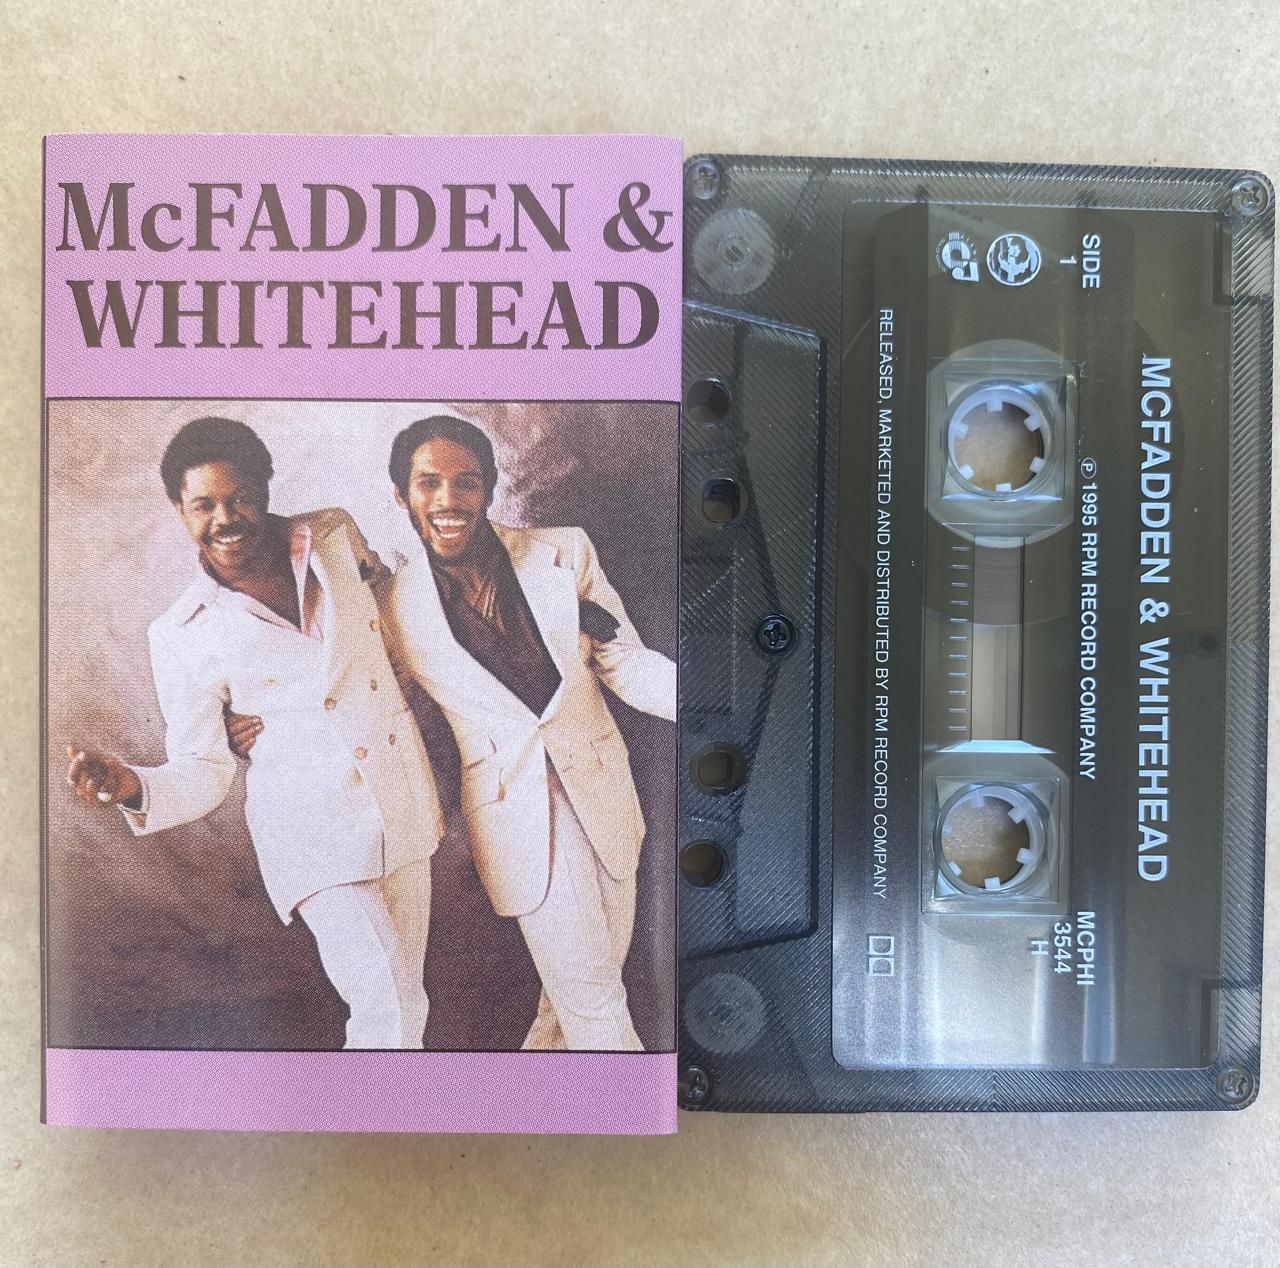 McFADDEN &
WHITEHEAD
MCFADDEN & WHITEHEAD
SIDE
1
℗ 1995 RPM RECORD COMPANY
MCPHI
3544
H
RELEASED, MARKETED AND DISTRIBUTED BY RPM RECORD COMPANY